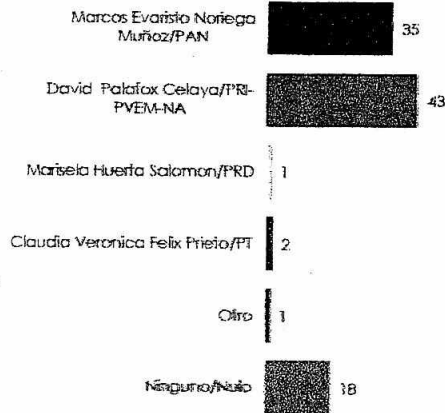 Marcos Evaristo Noriega
Muñoz/PAN
35
David Palafox Celaya/PRI-
PVEM-NA
43
Marisela Huerta Salomon/PRD
1
Claudia Veronica Felix Prieto/PT
2
Otro
1
Ninguno/Nulo
18